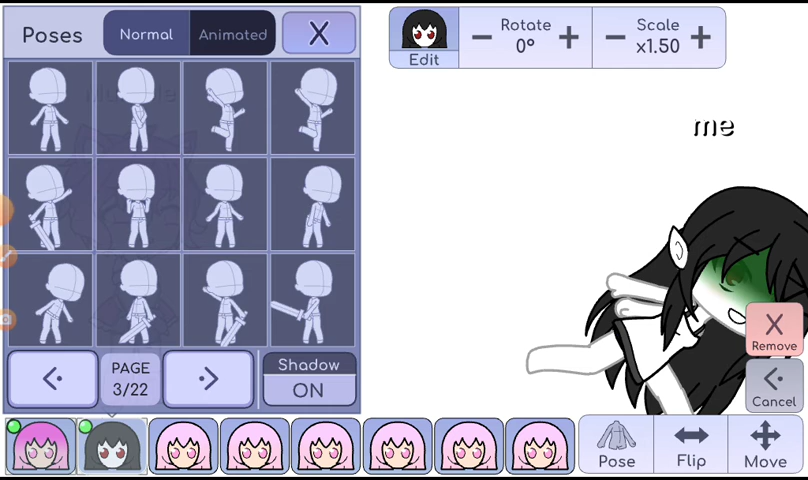 Poses
Normal
Animated
X
Edit
Rotate
0°
Scale
x1.50
me
PAGE
3/22
Shadow
ON
X
Remove
Cancel
Pose
Flip
Move